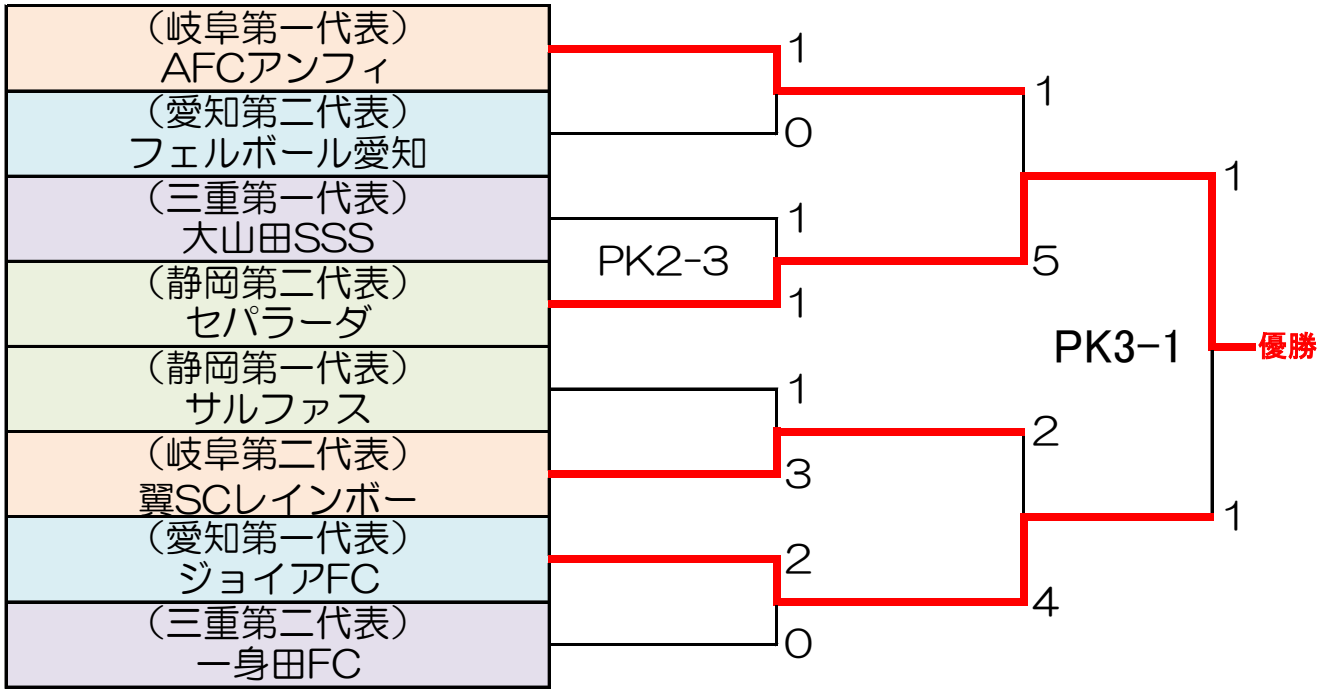 （岐阜第一代表）
AFCアンフィ
（愛知第二代表）
フェルボール愛知
（三重第一代表）
大山田SSS
（静岡第二代表）
セパラーダ
（静岡第一代表）
サルファス
（岐阜第二代表）
翼SCレインボー
（愛知第一代表）
ジョイアFC
（三重第二代表）
一身田FC
1
0
1
PK2-3
1
1
3
2
0
1
5
2
4
1
PK3-1
1
優勝